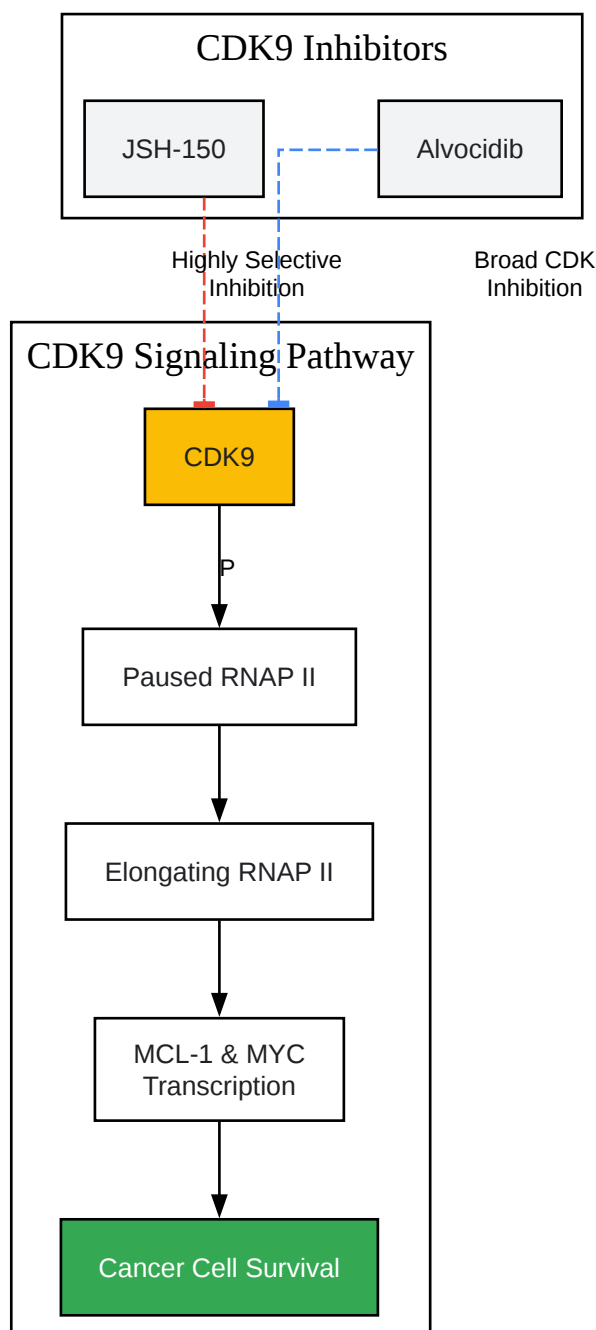 CDK9 Inhibitors
JSH-150
Alvocidib
Highly Selective
Inhibition
Broad CDK
Inhibition
CDK9 Signaling Pathway
CDK9
P
Paused RNAP II
Elongating RNAP II
MCL-1 & MYC
Transcription
Cancer Cell Survival